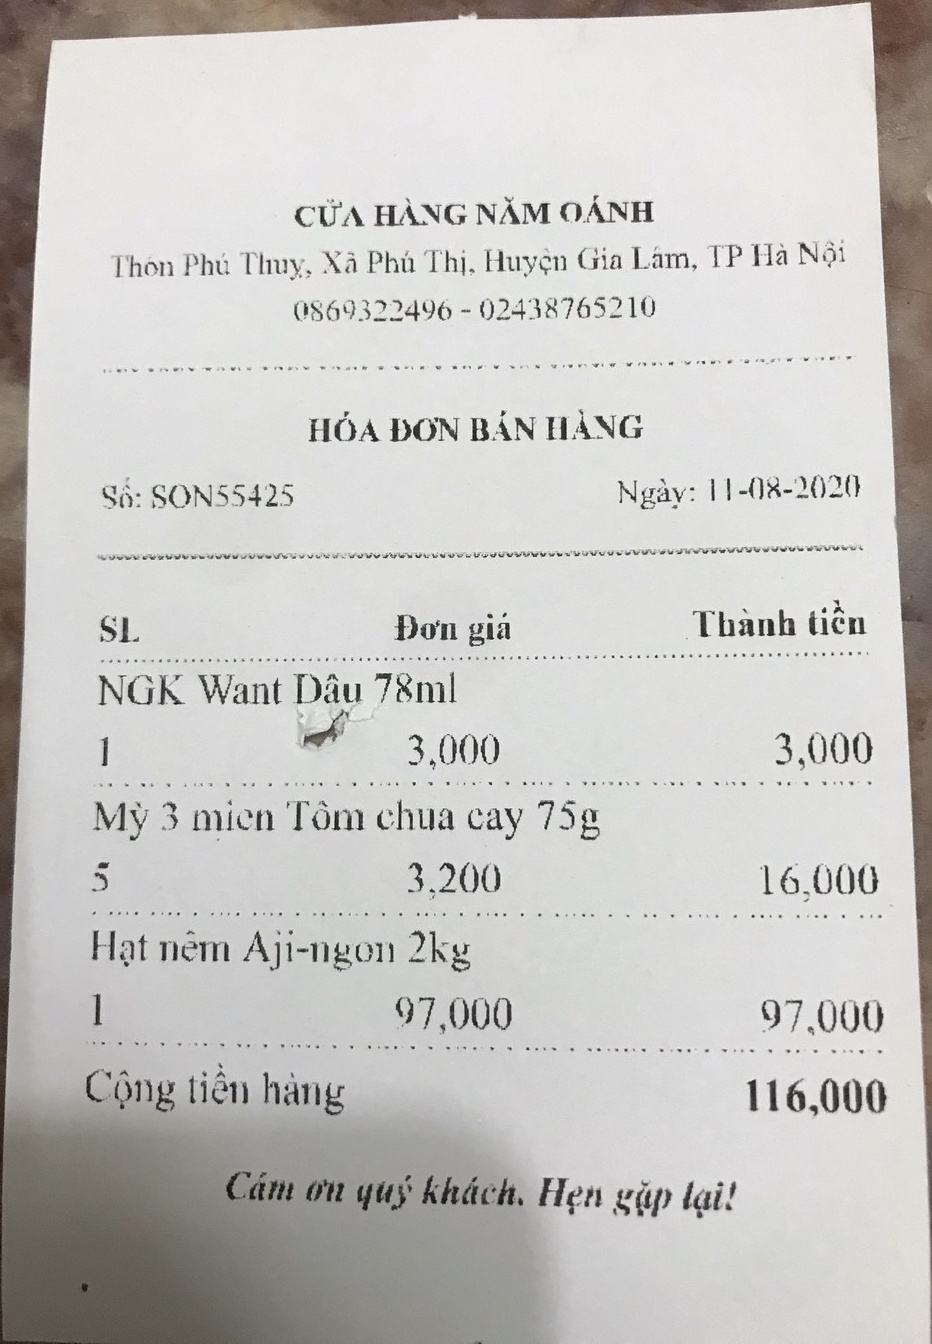 CỬA HÀNG NĂM OÁNH
Thôn Phú Thuỵ, Xã Phú Thị, Huyện Gia Lâm, TP Hà Nội
0869322496 - 02438765210
HÓA ĐƠN BÁN HÀNG
Số: SON55425 Ngày: 11-08-2020
SL Đơn giá Thành tiền
NGK Want Dâu 78ml
1 3,000 3,000
Mỳ 3 mien Tôm chua cay 75g
5 3,200 16,000
Hạt nêm Aji-ngon 2kg
1 97,000 97,000
Cộng tiền hàng 116,000
Cám ơn quý khách. Hẹn gặp lại!